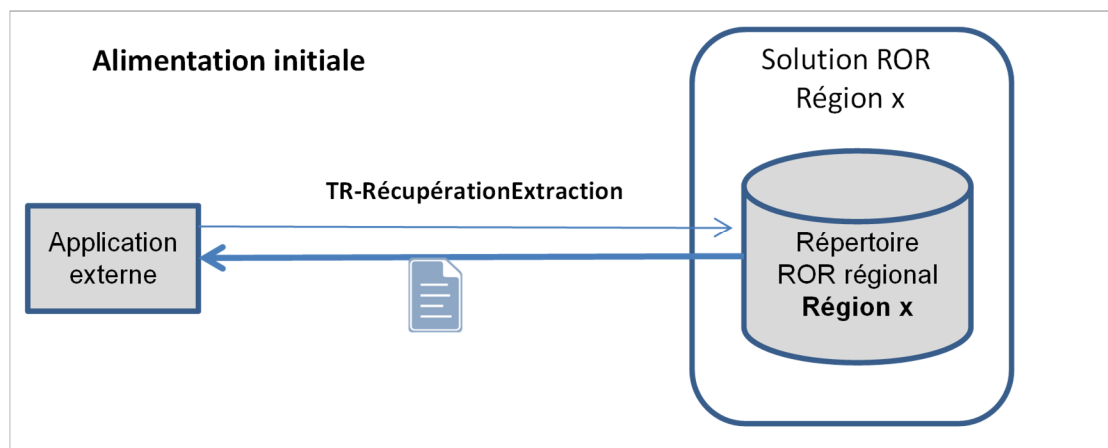 Alimentation initiale
Solution ROR
Région x
TR-RécupérationExtraction
Application
externe
Répertoire
ROR régional
Région x